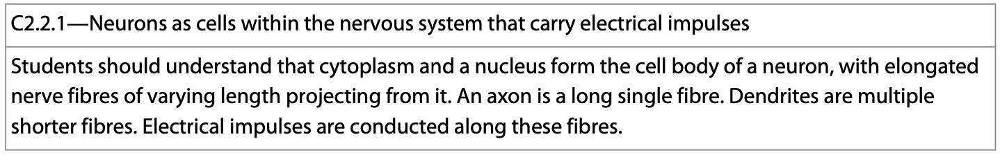 C2.2.1—Neurons as cells within the nervous system that carry electrical impulses
Students should understand that cytoplasm and a nucleus form the cell body of a neuron, with elongated
nerve fibres of varying length projecting from it. An axon is a long single fibre. Dendrites are multiple
shorter fibres. Electrical impulses are conducted along these fibres.